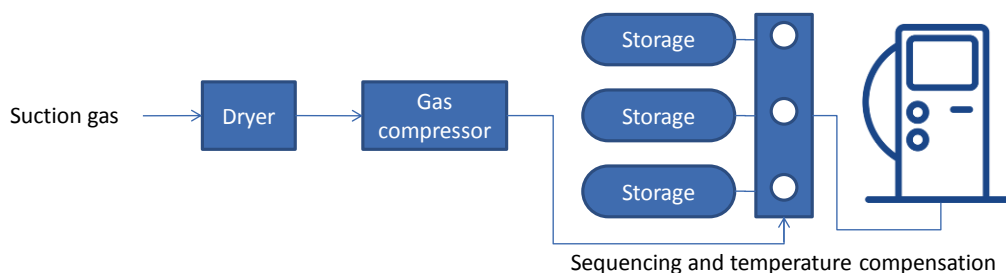 Suction gas
Dryer
Gas
compressor
Storage
Storage
Storage
Sequencing and temperature compensation